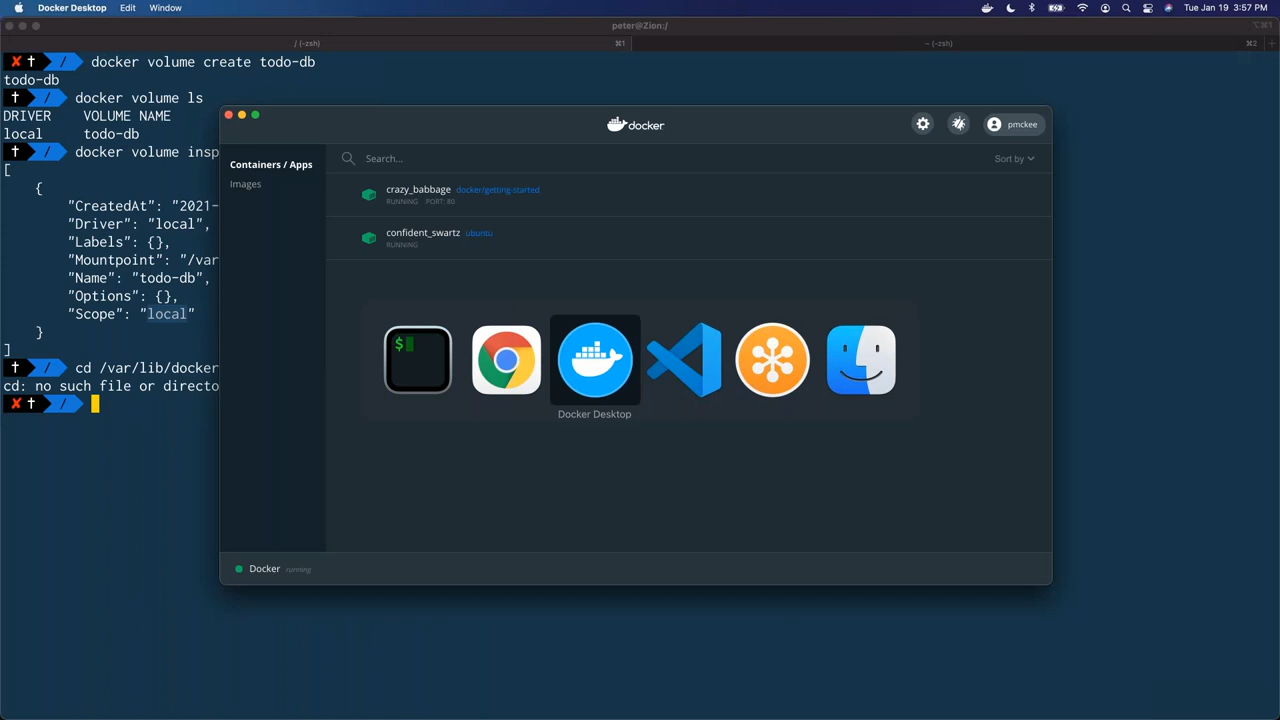 Docker Desktop Edit Window Tue Jan 19 3:57 PM
peter@Zion:/ ⌥⌘1
/ (-zsh) ⌘1 ~ (-zsh) ⌘2 +
✘ † / docker volume create todo-db
todo-db
† / docker volume ls
DRIVER VOLUME NAME
local todo-db
† / docker volume insp
[
{
"CreatedAt": "2021-
"Driver": "local",
"Labels": {},
"Mountpoint": "/var
"Name": "todo-db",
"Options": {},
"Scope": "local"
}
]
† / cd /var/lib/docker
cd: no such file or directo
✘ † /
docker
pmckee
Containers / Apps
Images
Search...
Sort by
crazy_babbage docker/getting-started
RUNNING PORT: 80
confident_swartz ubuntu
RUNNING
$
Docker Desktop
Docker running